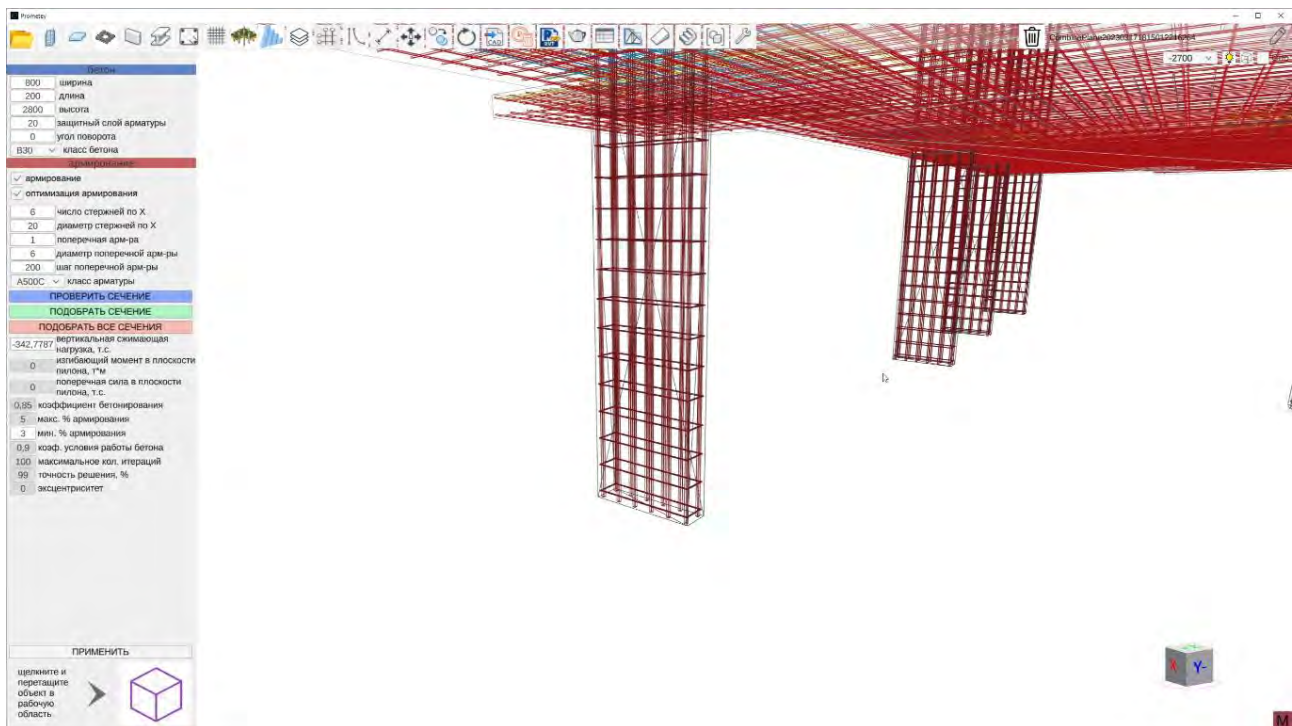 Prometey
CAD
RVT
-2700
бетон
800 ширина
200 длина
2800 высота
20 защитный слой арматуры
0 угол поворота
B30 класс бетона
армирование
армирование
оптимизация армирования
6 число стержней по X
20 диаметр стержней по X
1 поперечная арм-ра
6 диаметр поперечной арм-ры
200 шаг поперечной арм-ры
A500C класс арматуры
ПРОВЕРИТЬ СЕЧЕНИЕ
ПОДОБРАТЬ СЕЧЕНИЕ
ПОДОБРАТЬ ВСЕ СЕЧЕНИЯ
-342,7787 вертикальная сжимающая
нагрузка, т.с.
0 изгибающий момент в плоскости
пилона, т*м
0 поперечная сила в плоскости
пилона, т.с.
0,85 коэффициент бетонирования
5 макс. % армирования
3 мин. % армирования
0,9 коэф. условия работы бетона
100 максимальное кол. итераций
99 точность решения, %
0 эксцентриситет
ПРИМЕНИТЬ
щелкните и
перетащите
объект в
рабочую
область
X Y-
M